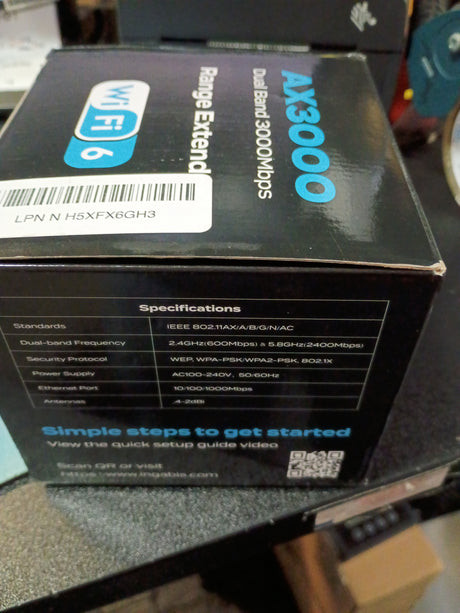 AX3000
Dual Band 3000Mbps
Range Extend
Wi Fi 6
LPN N H5XFX6GH3
Specifications
Standards IEEE 802.11AX/A/B/G/N/AC
Dual-band Frequency 2.4GHz(600Mbps) & 5.8GHz(2400Mbps)
Security Protocol WEP, WPA-PSK/WPA2-PSK, 802.1X
Power Supply AC100-240V, 50/60Hz
Ethernet Port 10/100/1000Mbps
Antennas 4*2dBi
Simple steps to get started
View the quick setup guide video
Scan QR or visit